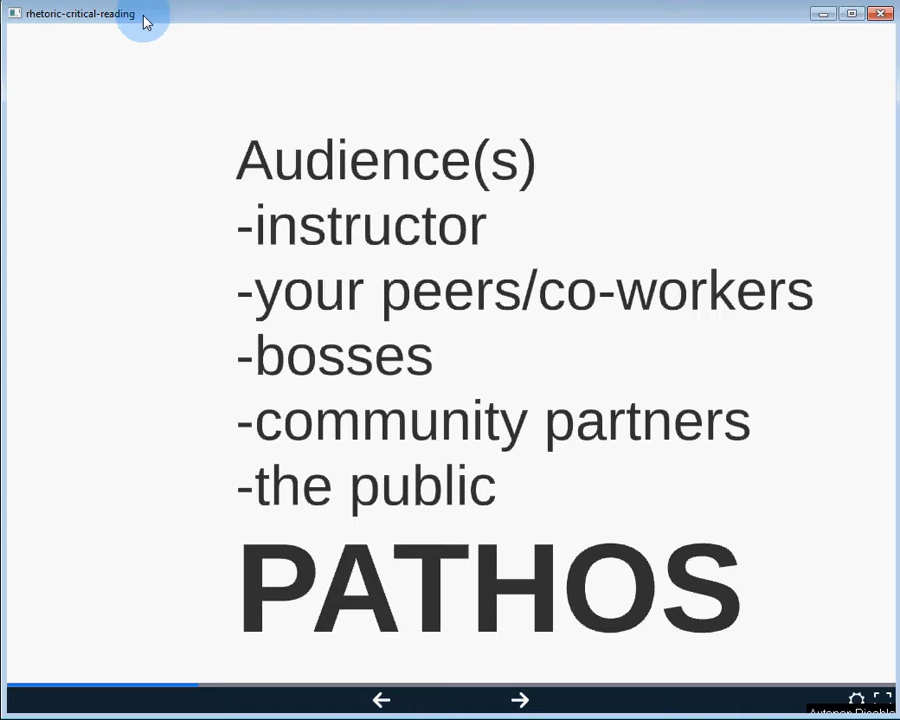 rhetoric-critical-reading
Audience(s)
-instructor
-your peers/co-workers
-bosses
-community partners
-the public
PATHOS